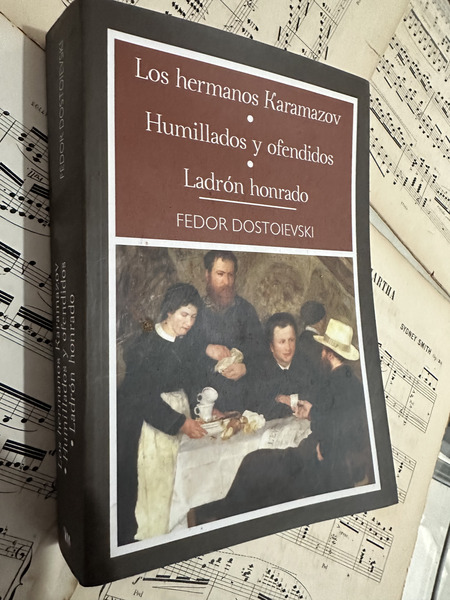 Los hermanos Karamazov
Humillados y ofendidos
Ladrón honrado
FEDOR DOSTOIEVSKI
FEDOR DOSTOIEVSKI
Los hermanos Karamazov
• Humillados y ofendidos
• Ladrón honrado
ARTHA
SYDNEY SMITH